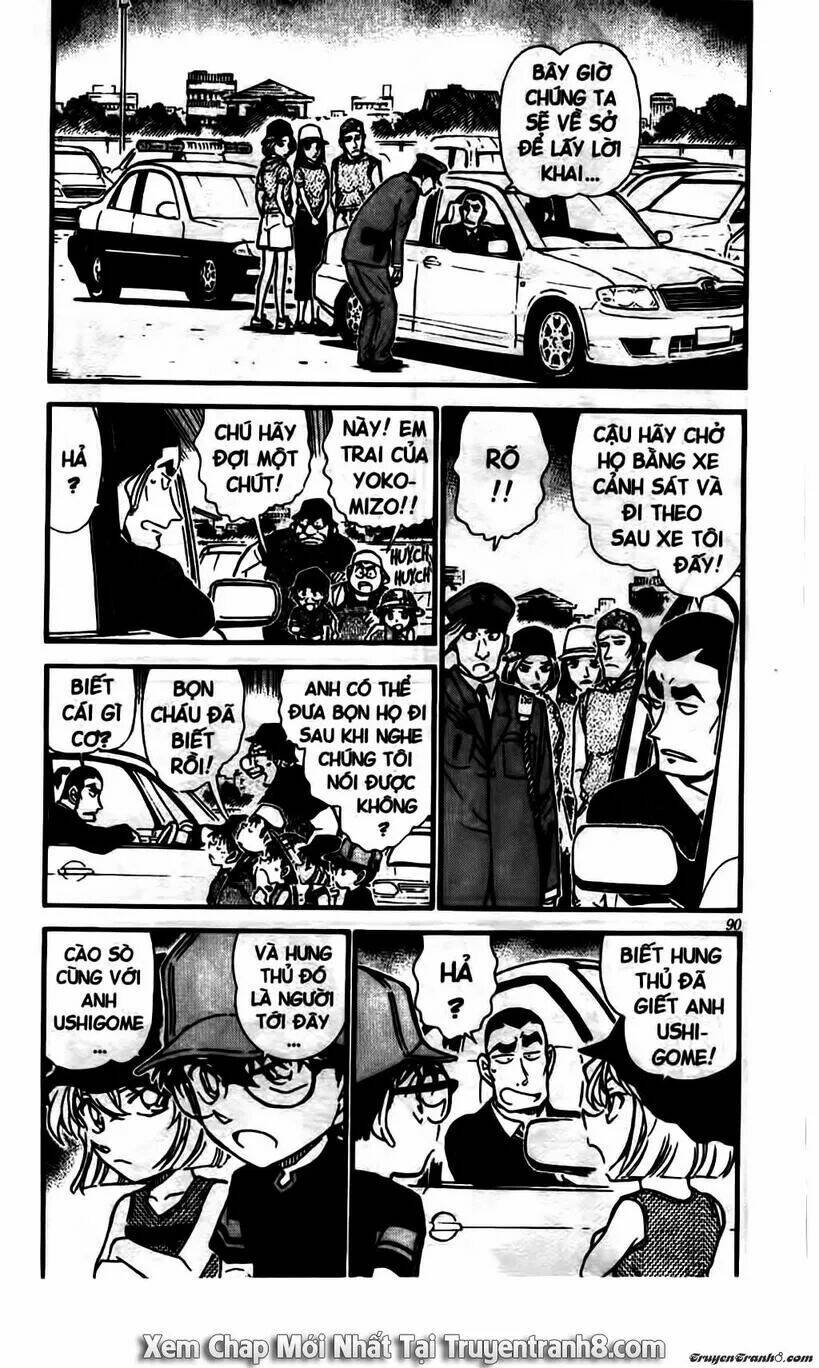 BÂY GIỜ
CHÚNG TA
SẼ VỀ SỞ
ĐỂ LẤY LỜI
KHAI...
CẬU HÃY CHỞ
HỌ BẰNG XE
CẢNH SÁT VÀ
ĐI THEO
SAU XE TÔI
ĐẤY!
RÕ
!!
NÀY! EM
TRAI CỦA
YOKO-
MIZO!!
CHÚ HÃY
ĐỢI MỘT
CHÚT!
HUỲCH
HUỲCH
HẢ
?
ANH CÓ THỂ
ĐƯA BỌN HỌ ĐI
SAU KHI NGHE
CHÚNG TÔI
NÓI ĐƯỢC
KHÔNG
?
BỌN
CHÁU ĐÃ
BIẾT
RỒI!
BIẾT
CÁI GÌ
CƠ?
90
BIẾT HUNG
THỦ ĐÃ
GIẾT ANH
USHI-
GOME!
HẢ
?
VÀ HUNG
THỦ ĐÓ
LÀ NGƯỜI
TỚI ĐÂY
...
CÀO SÒ
CÙNG VỚI
ANH
USHIGOME
...
Xem Chap Mới Nhất Tại Truyentranh8.com
TruyenTranh8.com